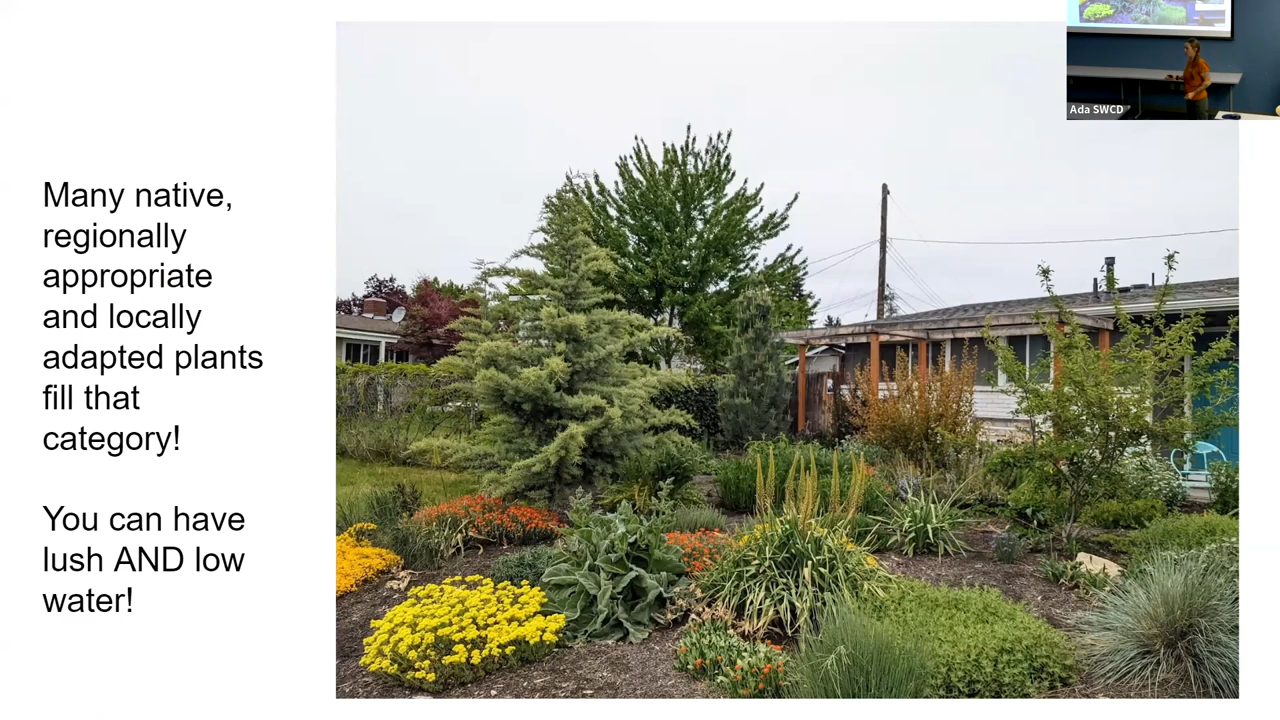 Many native,
regionally
appropriate
and locally
adapted plants
fill that
category!
You can have
lush AND low
water!
Ada SWCD